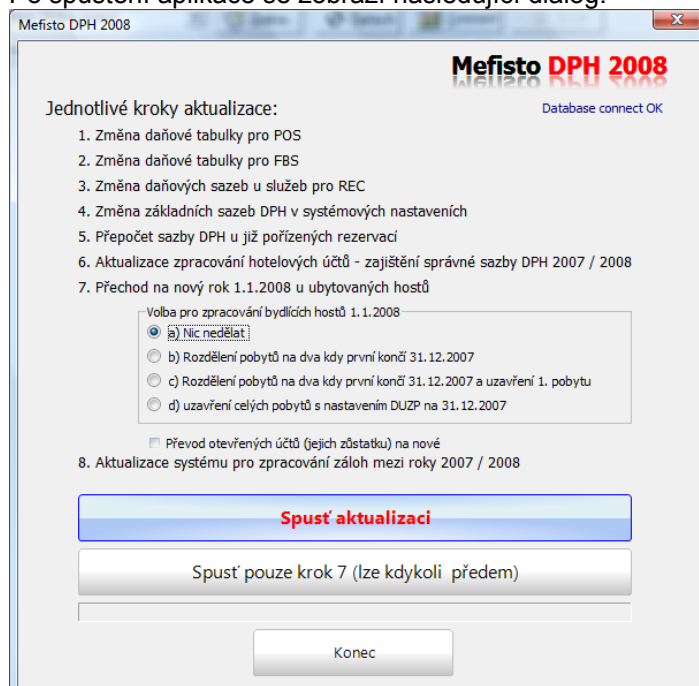 Po spuštění aplikace se zobrazí následující dialog:
Mefisto DPH 2008
Mefisto DPH 2008
Jednotlivé kroky aktualizace:
Database connect OK
1. Změna daňové tabulky pro POS
2. Změna daňové tabulky pro FBS
3. Změna daňových sazeb u služeb pro REC
4. Změna základních sazeb DPH v systémových nastaveních
5. Přepočet sazby DPH u již pořízených rezervací
6. Aktualizace zpracování hotelových účtů - zajištění správné sazby DPH 2007 / 2008
7. Přechod na nový rok 1.1.2008 u ubytovaných hostů
Volba pro zpracování bydlících hostů 1.1.2008
a) Nic nedělat
b) Rozdělení pobytů na dva kdy první končí 31.12.2007
c) Rozdělení pobytů na dva kdy první končí 31.12.2007 a uzavření 1. pobytu
d) uzavření celých pobytů s nastavením DUZP na 31.12.2007
Převod otevřených účtů (jejich zůstatku) na nové
8. Aktualizace systému pro zpracování záloh mezi roky 2007 / 2008
Spusť aktualizaci
Spusť pouze krok 7 (lze kdykoli předem)
Konec